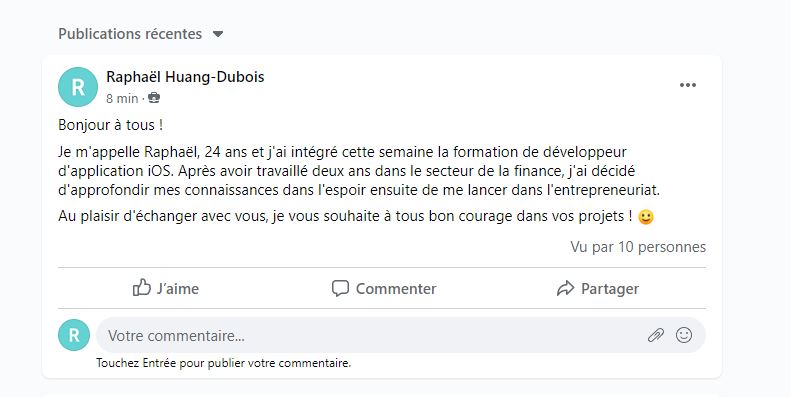 Publications récentes
R
Raphaël Huang-Dubois
8 min ·
Bonjour à tous !
Je m'appelle Raphaël, 24 ans et j'ai intégré cette semaine la formation de développeur
d'application iOS. Après avoir travaillé deux ans dans le secteur de la finance, j'ai décidé
d'approfondir mes connaissances dans l'espoir ensuite de me lancer dans l'entrepreneuriat.
Au plaisir d'échanger avec vous, je vous souhaite à tous bon courage dans vos projets ! 😀
Vu par 10 personnes
J'aime Commenter Partager
R Votre commentaire...
Touchez Entrée pour publier votre commentaire.